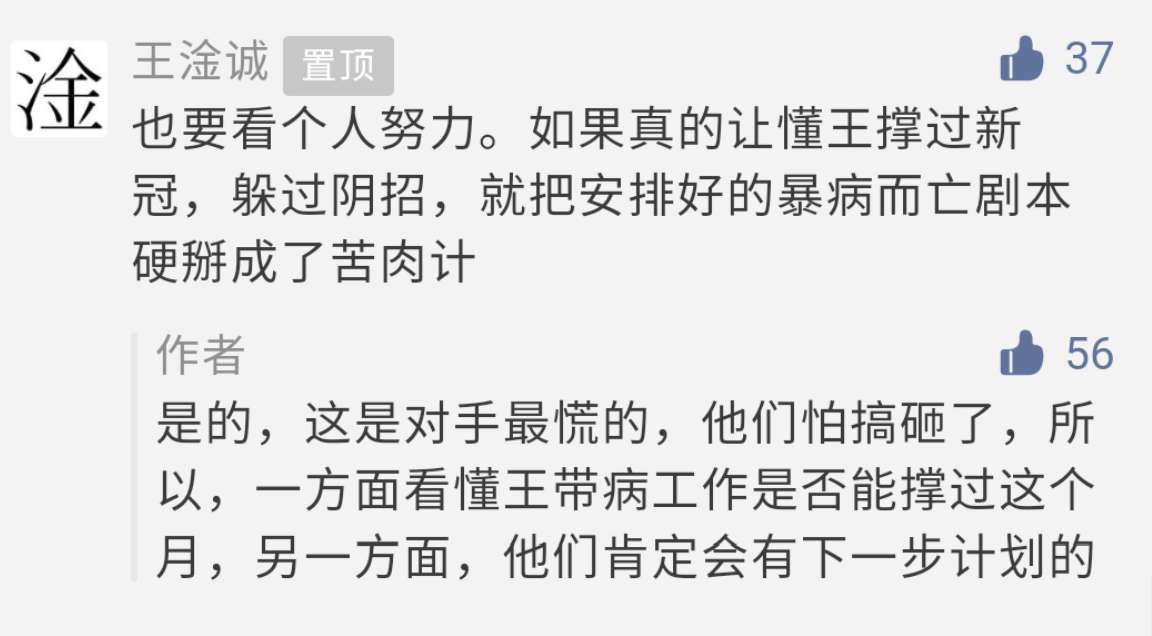 淦
王淦诚 置顶 37
也要看个人努力。如果真的让懂王撑过新
冠，躲过阴招，就把安排好的暴病而亡剧本
硬掰成了苦肉计
作者 56
是的，这是对手最慌的，他们怕搞砸了，所
以，一方面看懂王带病工作是否能撑过这个
月，另一方面，他们肯定会有下一步计划的